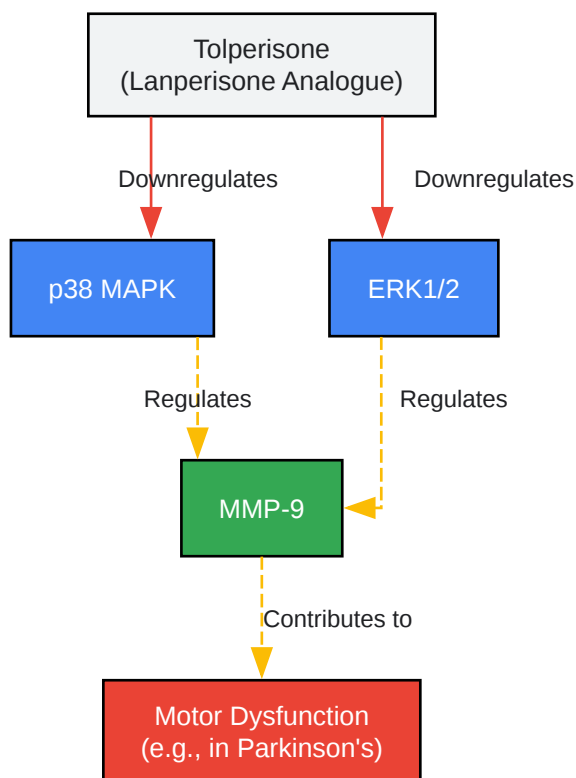 Tolperisone
(Lanperisone Analogue)
Downregulates
Downregulates
p38 MAPK
ERK1/2
Regulates
Regulates
MMP-9
Contributes to
Motor Dysfunction
(e.g., in Parkinson's)